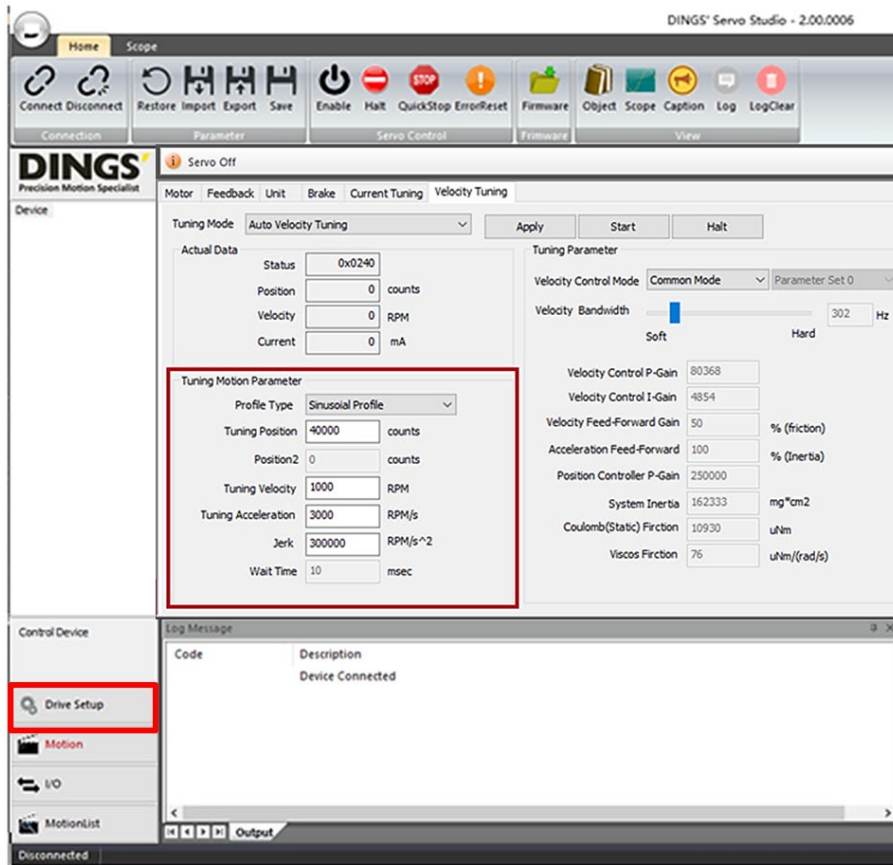 DINGS' Servo Studio - 2.00.0006
Home Scope
Connect Disconnect Restore Import Export Save Enable Halt QuickStop ErrorReset Firmware Object Scope Caption Log LogClear
STOP
Connection Parameter Servo Control Frimware View
DINGS'
Precision Motion Specialist
Device
Servo Off
Motor Feedback Unit Brake Current Tuning Velocity Tuning
Tuning Mode Auto Velocity Tuning Apply Start Halt
Actual Data
Status 0x0240
Position 0 counts
Velocity 0 RPM
Current 0 mA
Tuning Parameter
Velocity Control Mode Common Mode Parameter Set 0
Velocity Bandwidth 302 Hz
Soft Hard
Velocity Control P-Gain 80368
Velocity Control I-Gain 4854
Velocity Feed-Forward Gain 50 % (friction)
Acceleration Feed-Forward 100 % (Inertia)
Position Controller P-Gain 250000
System Inertia 162333 mg*cm2
Coulomb(Static) Firction 10930 uNm
Viscos Firction 76 uNm/(rad/s)
Tuning Motion Parameter
Profile Type Sinusoial Profile
Tuning Position 40000 counts
Position2 0 counts
Tuning Velocity 1000 RPM
Tuning Acceleration 3000 RPM/s
Jerk 300000 RPM/s^2
Wait Time 10 msec
Control Device
Drive Setup
Motion
I/O
MotionList
Log Message
Code Description
Device Connected
Output
Disconnected